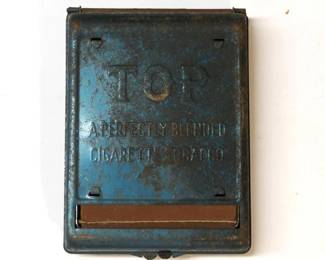 TOP
A PERFECTLY BLENDED
CIGARETTE TOBACCO